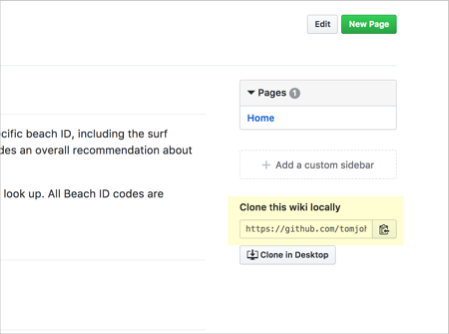 Edit New Page
Pages 1
Home
cific beach ID, including the surf
des an overall recommendation about
+ Add a custom sidebar
look up. All Beach ID codes are
Clone this wiki locally
https://github.com/tomjoh
Clone in Desktop